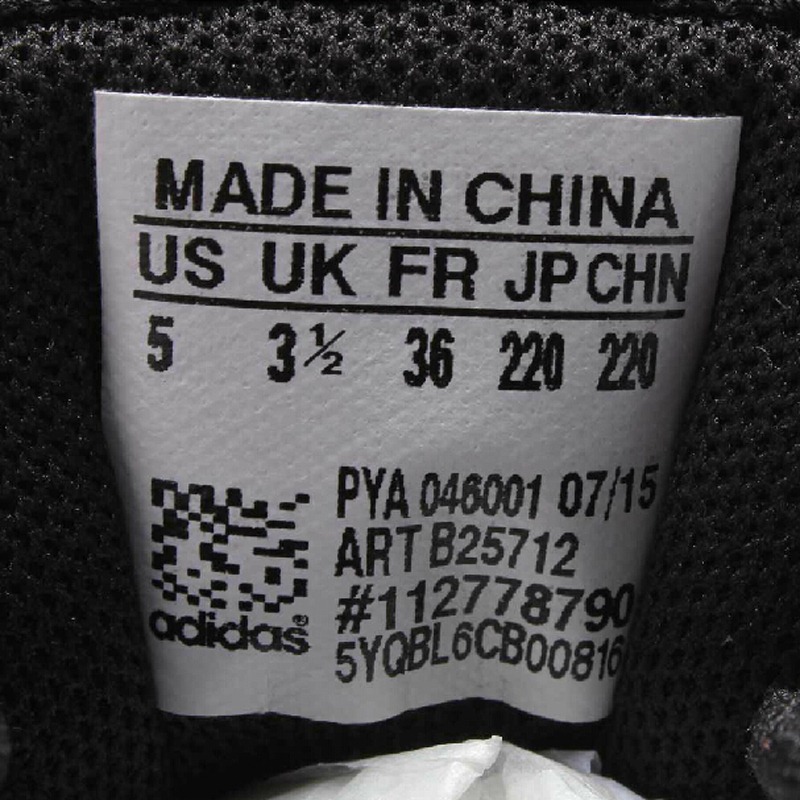 MADE IN CHINA
US UK FR JP CHN
5 3½ 36 220 220
PYA 046001 07/15
ART B25712
#112778790
5YQBL6CB00816
adidas®